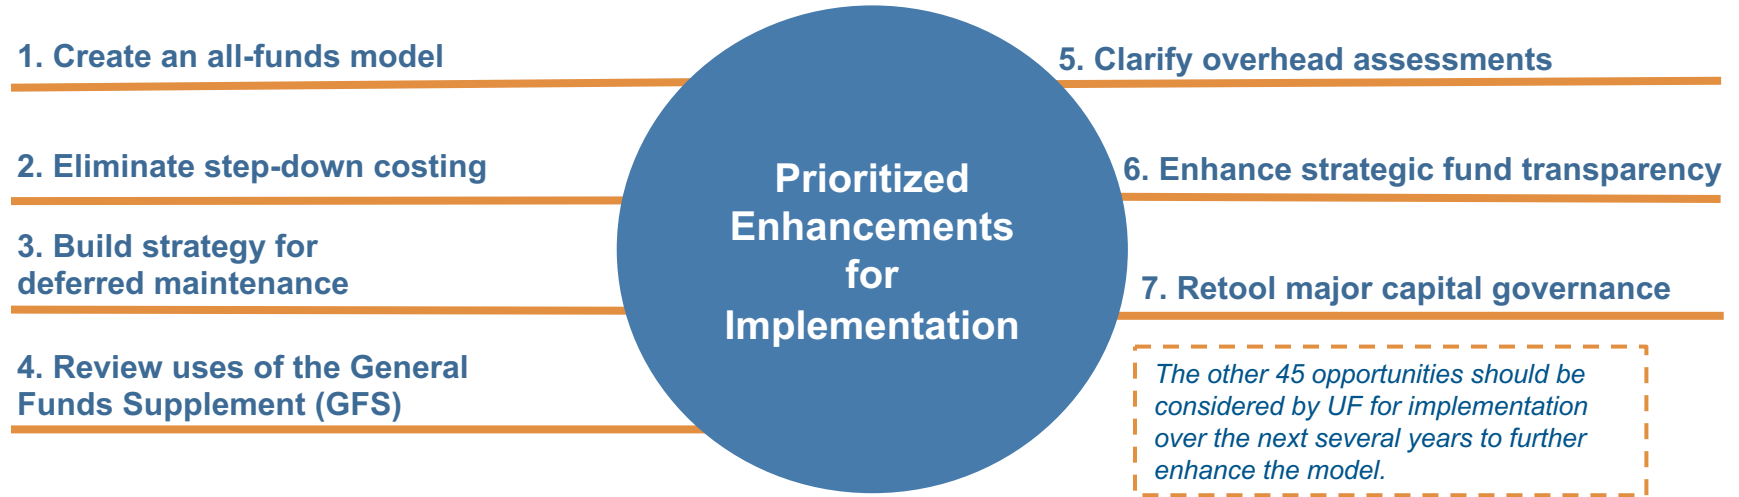 1. Create an all-funds model
2. Eliminate step-down costing
3. Build strategy for
deferred maintenance
4. Review uses of the General
Funds Supplement (GFS)
Prioritized
Enhancements
for
Implementation
5. Clarify overhead assessments
6. Enhance strategic fund transparency
7. Retool major capital governance
The other 45 opportunities should be
considered by UF for implementation
over the next several years to further
enhance the model.